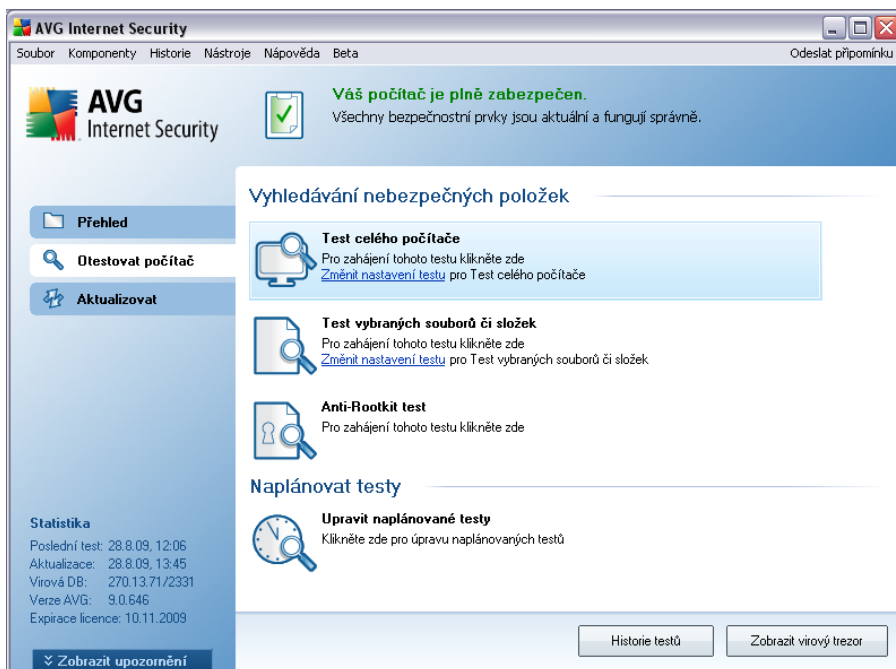 AVG Internet Security
Soubor Komponenty Historie Nástroje Nápověda Beta Odeslat připomínku
AVG
Internet Security
Váš počítač je plně zabezpečen.
Všechny bezpečnostní prvky jsou aktuální a fungují správně.
Přehled
Otestovat počítač
Aktualizovat
Vyhledávání nebezpečných položek
Test celého počítače
Pro zahájení tohoto testu klikněte zde
Změnit nastavení testu pro Test celého počítače
Test vybraných souborů či složek
Pro zahájení tohoto testu klikněte zde
Změnit nastavení testu pro Test vybraných souborů či složek
Anti-Rootkit test
Pro zahájení tohoto testu klikněte zde
Naplánovat testy
Upravit naplánované testy
Klikněte zde pro úpravu naplánovaných testů
Statistika
Poslední test: 28.8.09, 12:06
Aktualizace: 28.8.09, 13:45
Virová DB: 270.13.71/2331
Verze AVG: 9.0.646
Expirace licence: 10.11.2009
Zobrazit upozornění
Historie testů
Zobrazit virový trezor